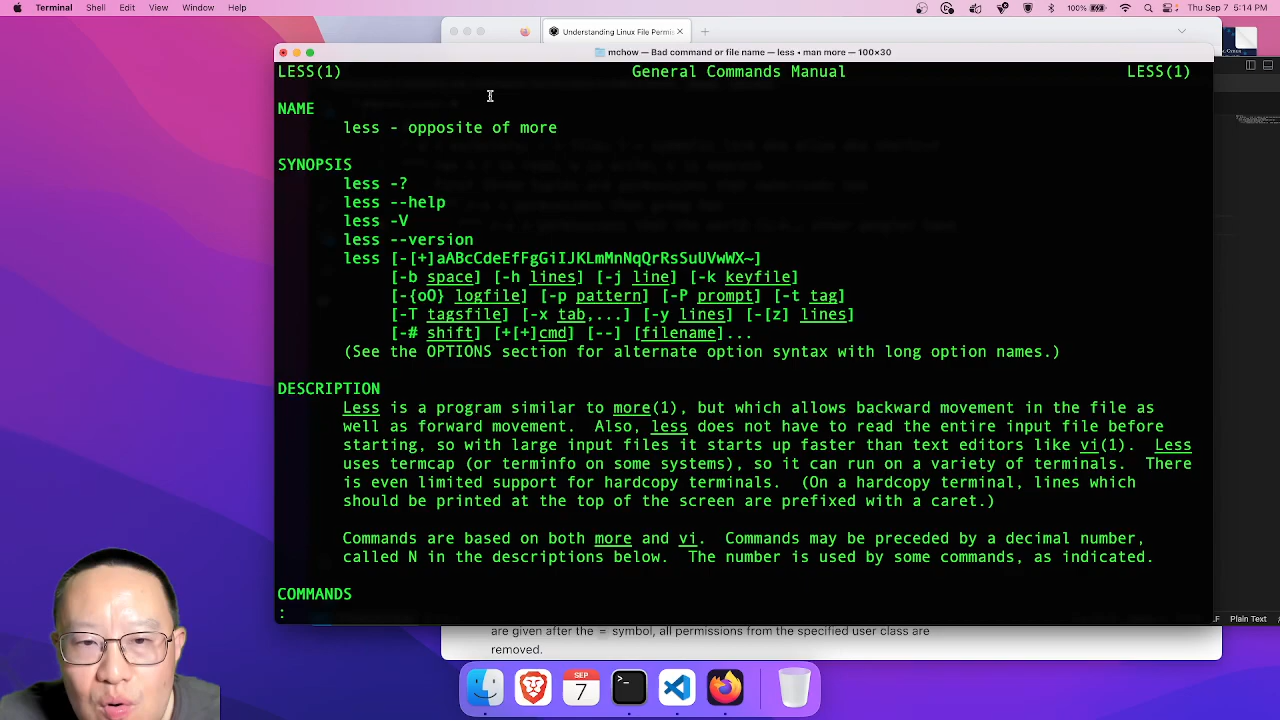 Terminal Shell Edit View Window Help 100% Thu Sep 7 5:14 PM
Understanding Linux File Permis
mchow — Bad command or file name — less • man more — 100×30
LESS(1) General Commands Manual LESS(1)
NAME
less - opposite of more
SYNOPSIS
less -?
less --help
less -V
less --version
less [-[+]aABcCdeEfFgGiIJKLmMnNqQrRsSuUVwWX~]
[-b space] [-h lines] [-j line] [-k keyfile]
[-{oO} logfile] [-p pattern] [-P prompt] [-t tag]
[-T tagsfile] [-x tab,...] [-y lines] [-[z] lines]
[-# shift] [+[+]cmd] [--] [filename]...
(See the OPTIONS section for alternate option syntax with long option names.)
DESCRIPTION
Less is a program similar to more(1), but which allows backward movement in the file as
well as forward movement.  Also, less does not have to read the entire input file before
starting, so with large input files it starts up faster than text editors like vi(1).  Less
uses termcap (or terminfo on some systems), so it can run on a variety of terminals.  There
is even limited support for hardcopy terminals.  (On a hardcopy terminal, lines which
should be printed at the top of the screen are prefixed with a caret.)
Commands are based on both more and vi.  Commands may be preceded by a decimal number,
called N in the descriptions below.  The number is used by some commands, as indicated.
COMMANDS
:
LF Plain Text
are given after the = symbol, all permissions from the specified user class are
removed.
SEP
7